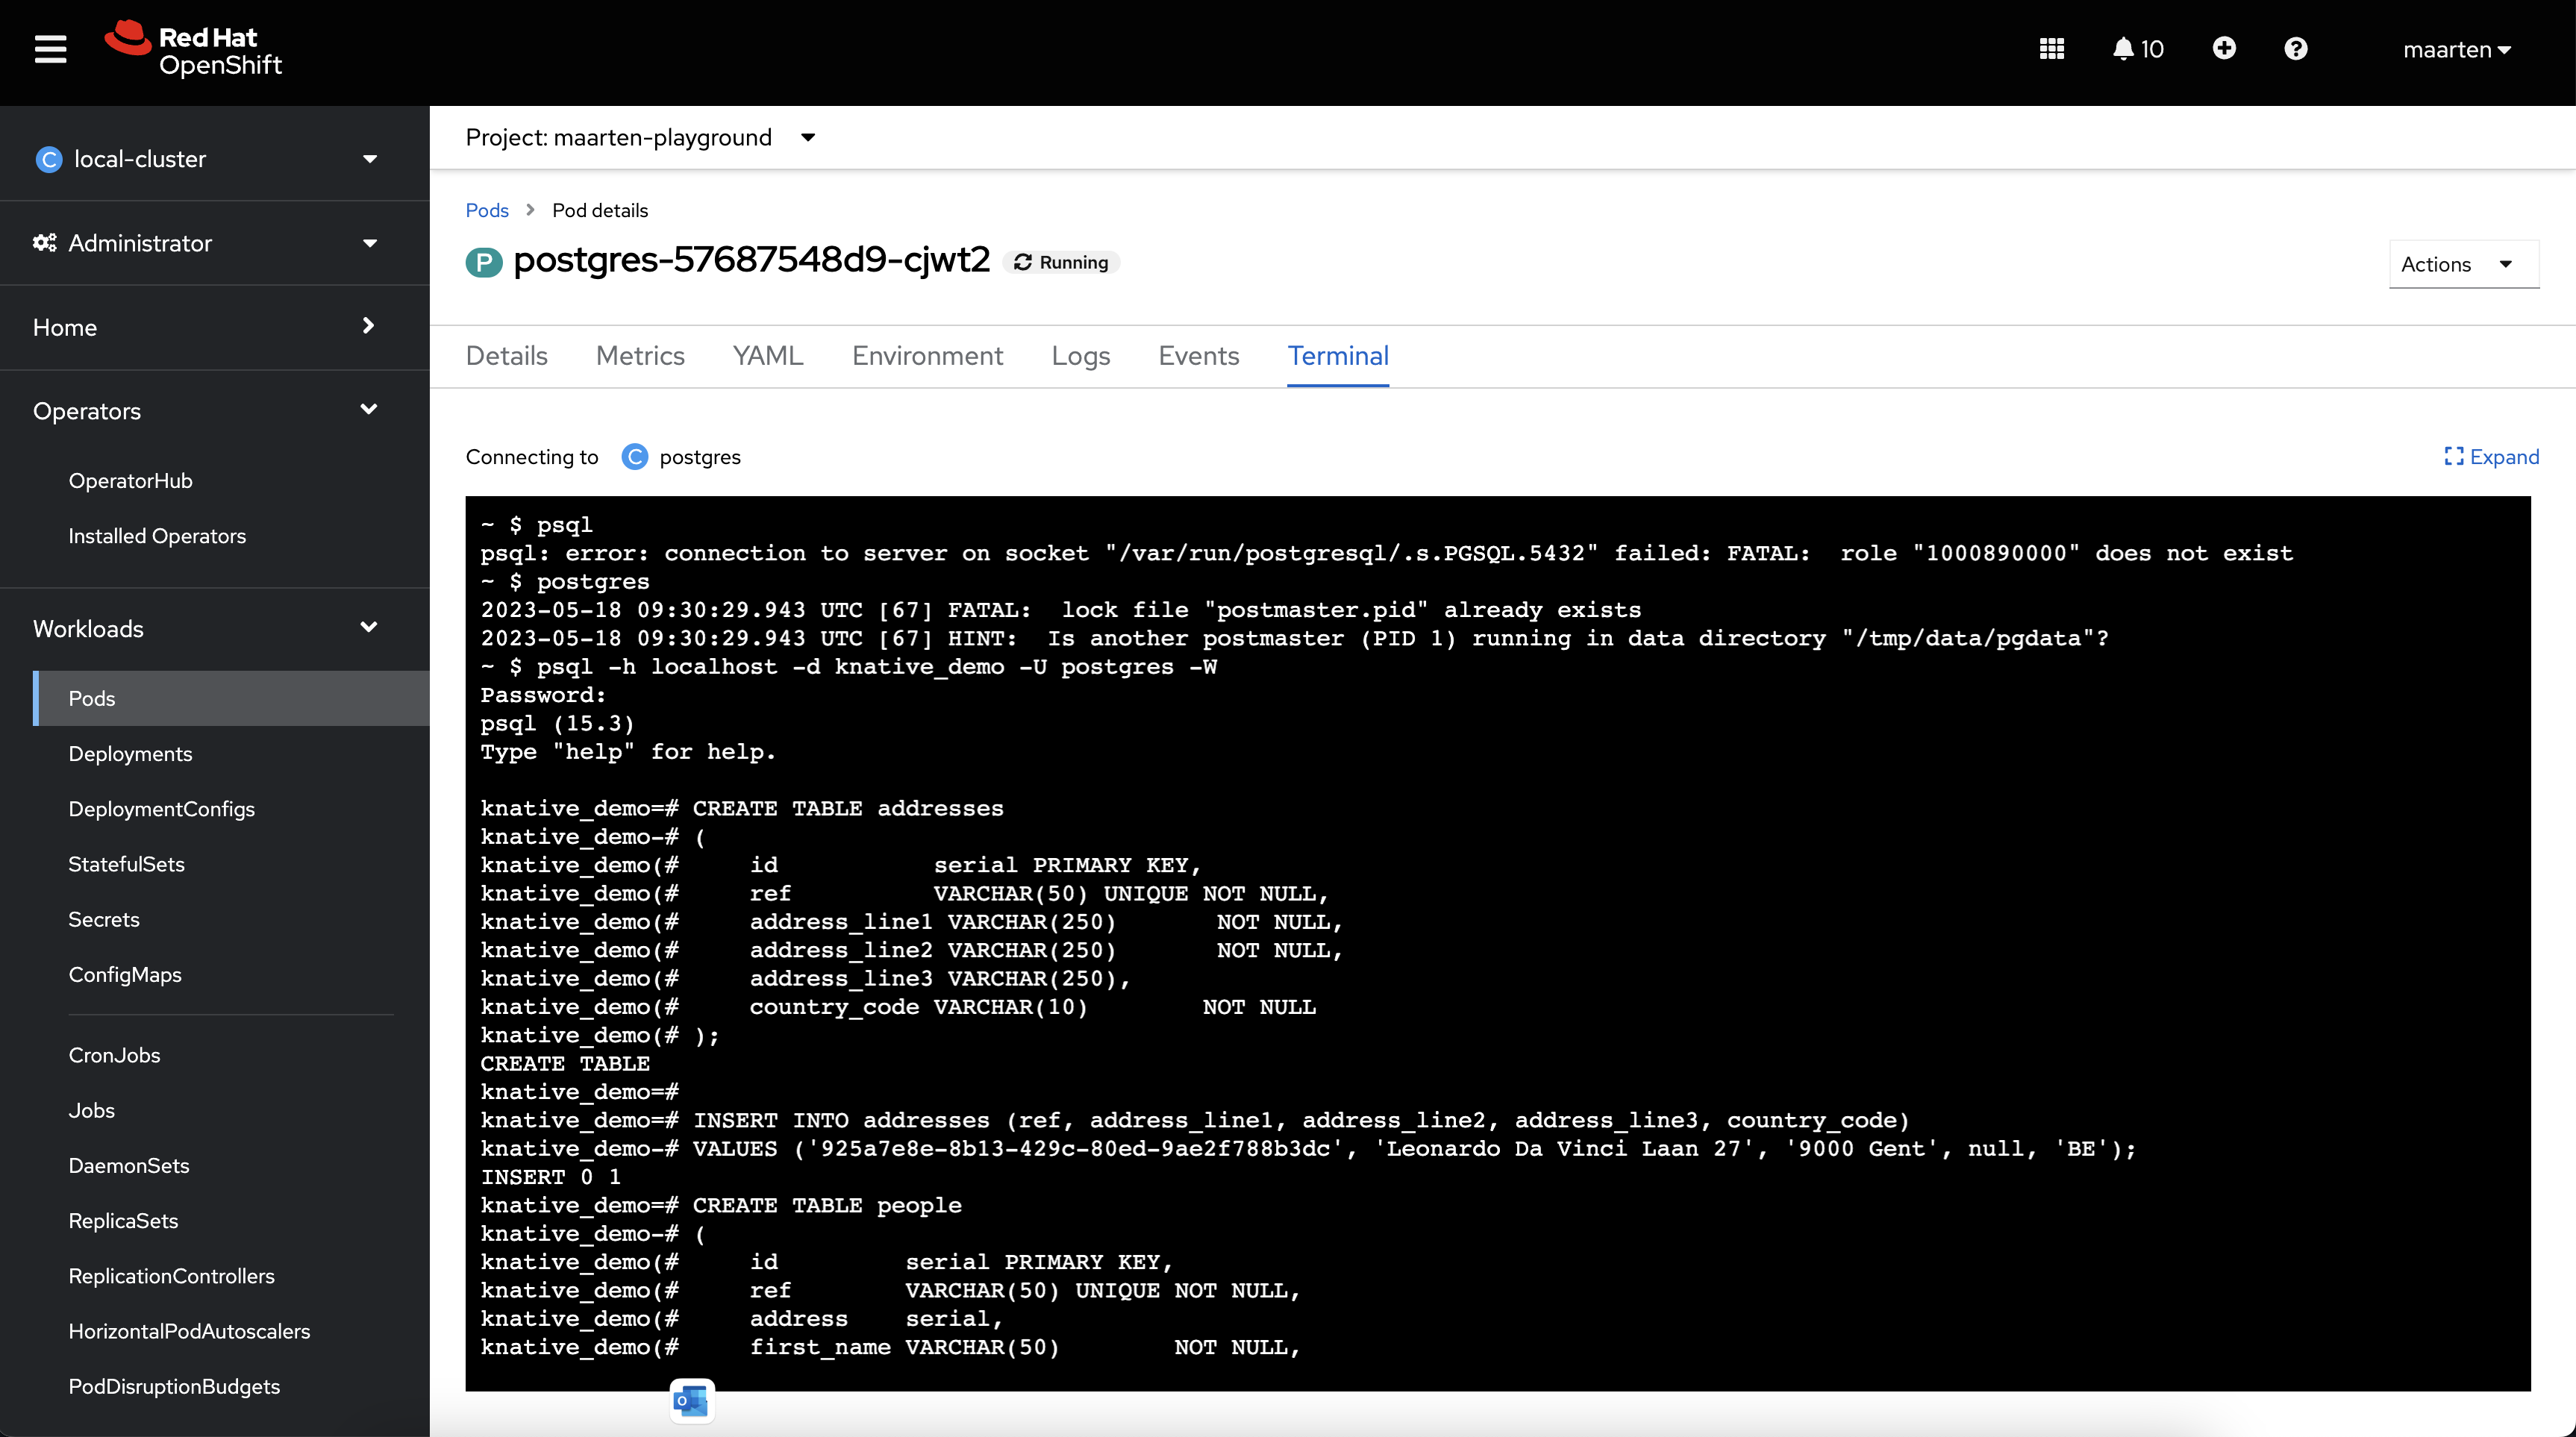 Red Hat
OpenShift
10
maarten
local-cluster
Administrator
Home
Operators
OperatorHub
Installed Operators
Workloads
Pods
Deployments
DeploymentConfigs
StatefulSets
Secrets
ConfigMaps
CronJobs
Jobs
DaemonSets
ReplicaSets
ReplicationControllers
HorizontalPodAutoscalers
PodDisruptionBudgets
Project: maarten-playground
Pods > Pod details
P postgres-57687548d9-cjwt2 Running
Actions
Details Metrics YAML Environment Logs Events Terminal
Connecting to C postgres
Expand
~ $ psql
psql: error: connection to server on socket "/var/run/postgresql/.s.PGSQL.5432" failed: FATAL:  role "1000890000" does not exist
~ $ postgres
2023-05-18 09:30:29.943 UTC [67] FATAL:  lock file "postmaster.pid" already exists
2023-05-18 09:30:29.943 UTC [67] HINT:  Is another postmaster (PID 1) running in data directory "/tmp/data/pgdata"?
~ $ psql -h localhost -d knative_demo -U postgres -W
Password:
psql (15.3)
Type "help" for help.
knative_demo=# CREATE TABLE addresses
knative_demo-# (
knative_demo(#     id           serial PRIMARY KEY,
knative_demo(#     ref          VARCHAR(50) UNIQUE NOT NULL,
knative_demo(#     address_line1 VARCHAR(250)       NOT NULL,
knative_demo(#     address_line2 VARCHAR(250)       NOT NULL,
knative_demo(#     address_line3 VARCHAR(250),
knative_demo(#     country_code VARCHAR(10)        NOT NULL
knative_demo(# );
CREATE TABLE
knative_demo=#
knative_demo=# INSERT INTO addresses (ref, address_line1, address_line2, address_line3, country_code)
knative_demo-# VALUES ('925a7e8e-8b13-429c-80ed-9ae2f788b3dc', 'Leonardo Da Vinci Laan 27', '9000 Gent', null, 'BE');
INSERT 0 1
knative_demo=# CREATE TABLE people
knative_demo-# (
knative_demo(#     id         serial PRIMARY KEY,
knative_demo(#     ref        VARCHAR(50) UNIQUE NOT NULL,
knative_demo(#     address    serial,
knative_demo(#     first_name VARCHAR(50)        NOT NULL,